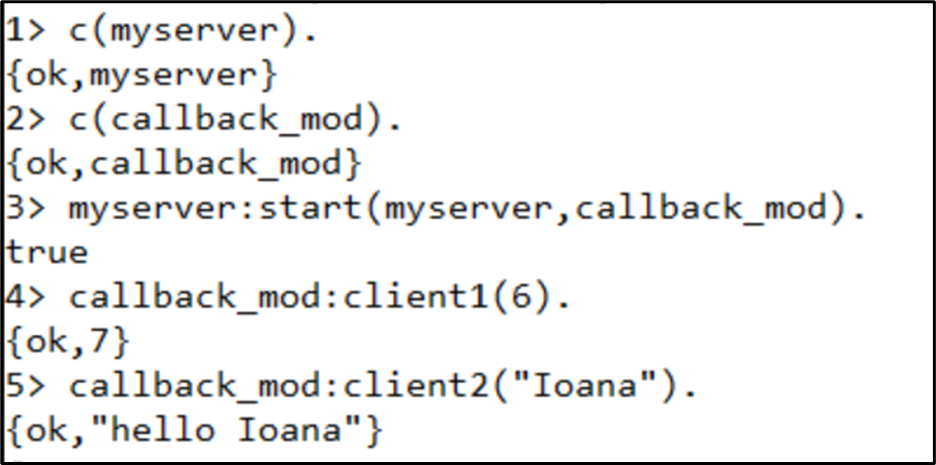 1> c(myserver).
{ok,myserver}
2> c(callback_mod).
{ok,callback_mod}
3> myserver:start(myserver,callback_mod).
true
4> callback_mod:client1(6).
{ok,7}
5> callback_mod:client2("Ioana").
{ok,"hello Ioana"}